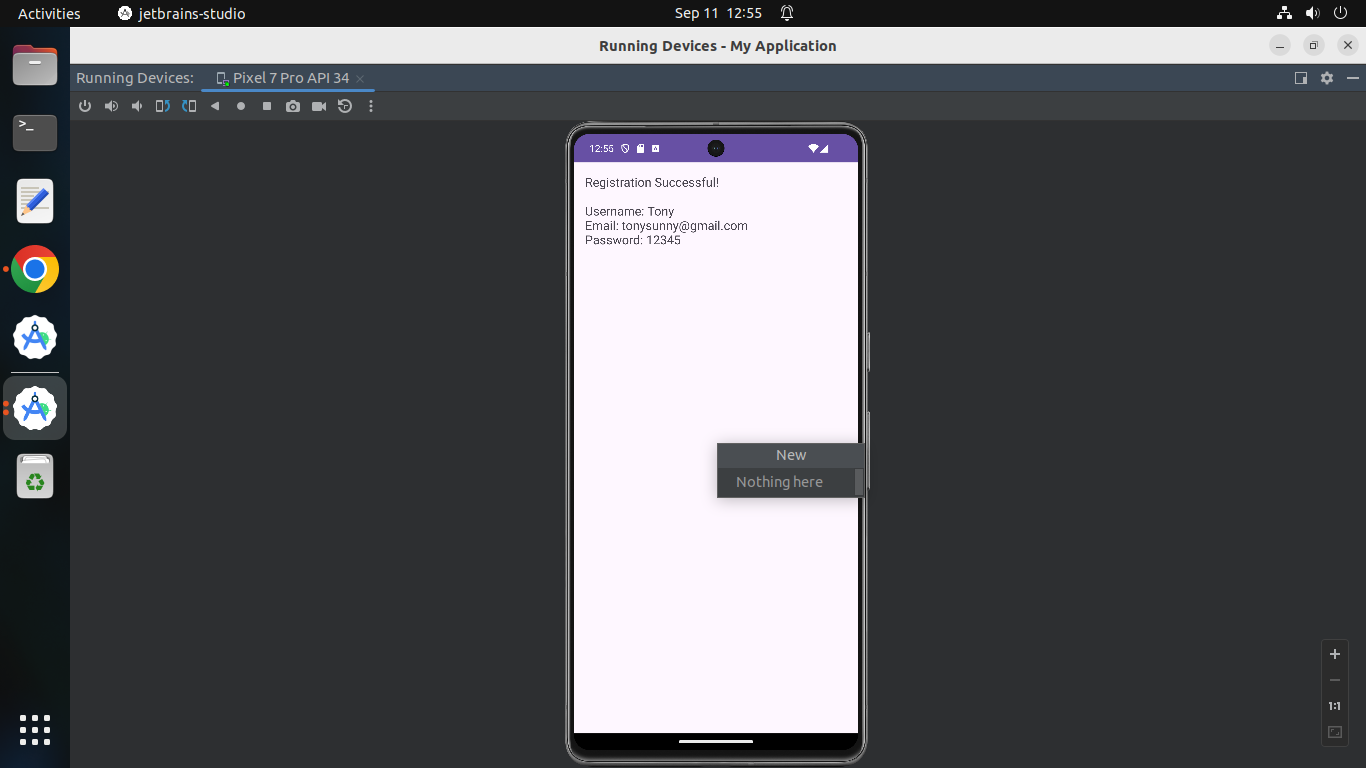 Activities
jetbrains-studio
Sep 11 12:55
Running Devices - My Application
Running Devices:
Pixel 7 Pro API 34
12:55
Registration Successful!
Username: Tony
Email: tonysunny@gmail.com
Password: 12345
New
Nothing here
1:1